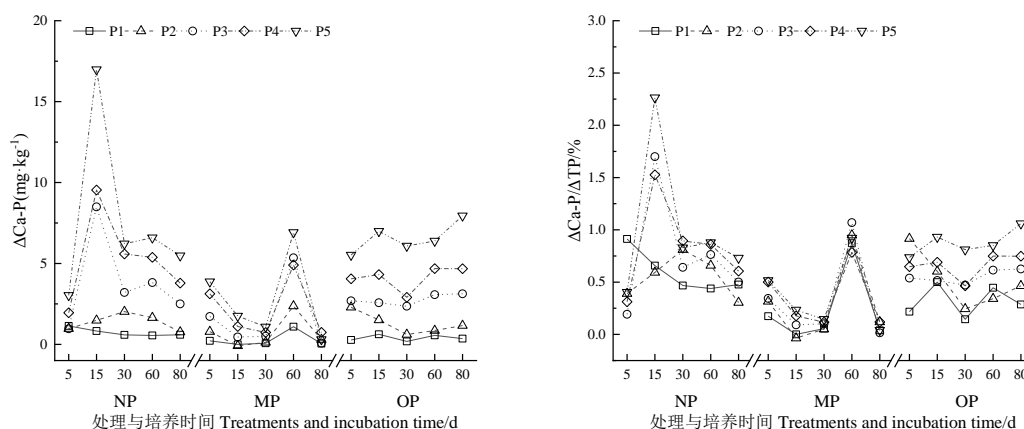 20
15
10
5
0
ΔCa-P(mg·kg-1)
P1 P2 P3 P4 P5
5 15 30 60 80 5 15 30 60 80 5 15 30 60 80
NP MP OP
处理与培养时间 Treatments and incubation time/d
3.0
2.5
2.0
1.5
1.0
0.5
0.0
ΔCa-P/ΔTP/%
P1 P2 P3 P4 P5
5 15 30 60 80 5 15 30 60 80 5 15 30 60 80
NP MP OP
处理与培养时间 Treatments and incubation time/d